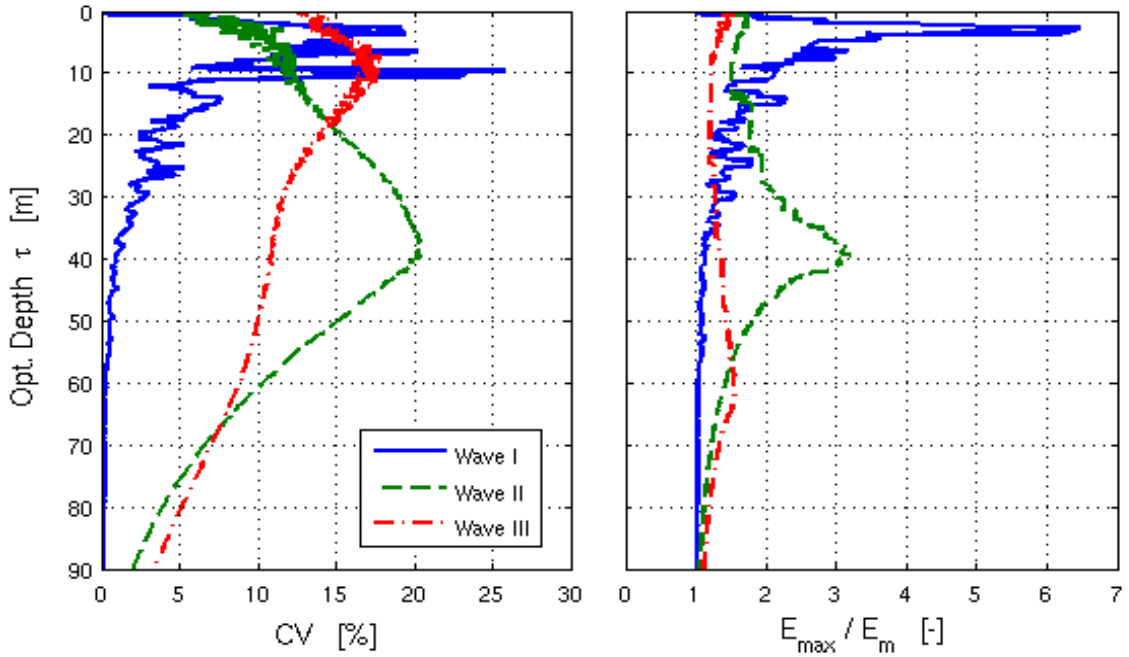 0
10
20
30
40
50
60
70
80
90
Opt. Depth τ [m]
0 5 10 15 20 25 30
CV [%]
Wave I
Wave II
Wave III
0 1 2 3 4 5 6 7
E_max / E_m [-]